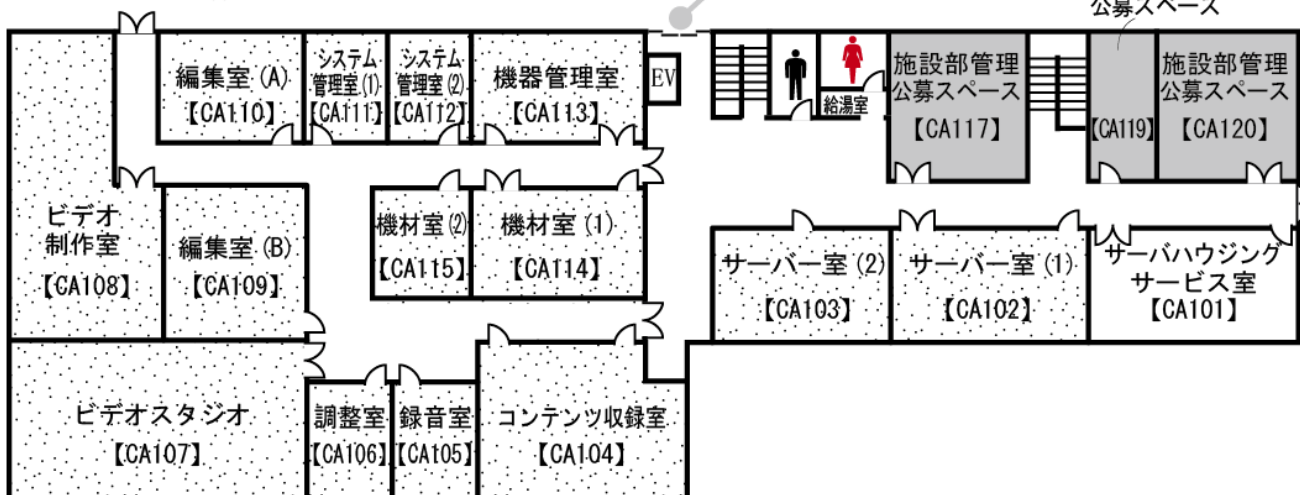 公募スペース
編集室(A)
【CA110】
システム
管理室(1)
【CA111】
システム
管理室(2)
【CA112】
機器管理室
【CA113】
EV
給湯室
施設部管理
公募スペース
【CA117】
【CA119】
施設部管理
公募スペース
【CA120】
ビデオ
制作室
【CA108】
編集室(B)
【CA109】
機材室(2)
【CA115】
機材室(1)
【CA114】
サーバー室(2)
【CA103】
サーバー室(1)
【CA102】
サーバハウジング
サービス室
【CA101】
ビデオスタジオ
【CA107】
調整室
【CA106】
録音室
【CA105】
コンテンツ収録室
【CA104】